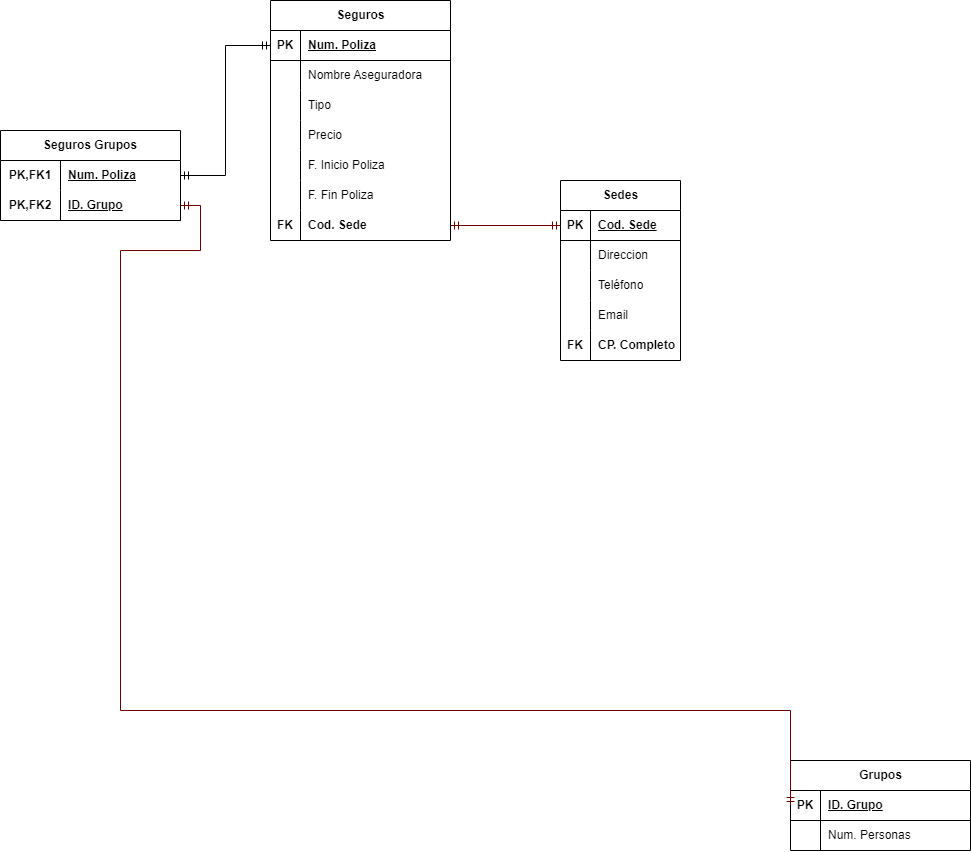 Seguros
PK Num. Poliza
Nombre Aseguradora
Tipo
Precio
F. Inicio Poliza
F. Fin Poliza
FK Cod. Sede
Seguros Grupos
PK,FK1 Num. Poliza
PK,FK2 ID. Grupo
Sedes
PK Cod. Sede
Direccion
Teléfono
Email
FK CP. Completo
Grupos
PK ID. Grupo
Num. Personas